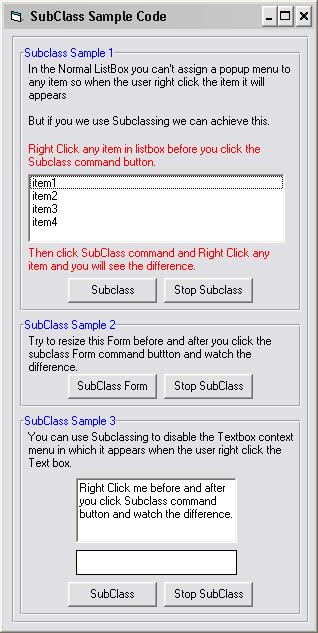 SubClass Sample Code
SubClass Sample 1
In the Normal ListBox you can't assign a popup menu to
any item so when the user right click the item it will
appears
But if you we use Subclassing we can achieve this.
Right Click any item in listbox before you click the
Subclass command button.
item1
item2
item3
item4
Then click SubClass command and Right Click any
item and you will see the difference.
Subclass
Stop Subclass
SubClass Sample 2
Try to resize this Form before and after you click the
subclass Form command buttton and watch the
difference.
SubClass Form
Stop SubClass
SubClass Sample 3
You can use Subclassing to disable the Textbox context
menu in which it appears when the user right click the
Text box.
Right Click me before and after
you click Subclass command
button and watch the difference.
SubClass
Stop SubClass